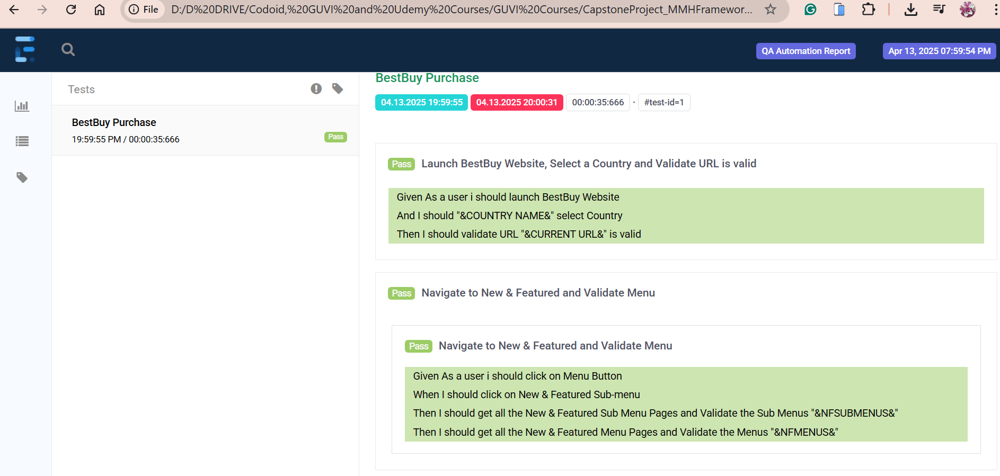 File
D:/D%20DRIVE/Codoid,%20GUVI%20and%20Udemy%20Courses/GUVI%20Courses/CapstoneProject_MMHFramewor...
QA Automation Report
Apr 13, 2025 07:59:54 PM
Tests
BestBuy Purchase
19:59:55 PM / 00:00:35:666
Pass
BestBuy Purchase
04.13.2025 19:59:55 04.13.2025 20:00:31 00:00:35:666 · #test-id=1
Pass Launch BestBuy Website, Select a Country and Validate URL is valid
Given As a user i should launch BestBuy Website
And I should "&COUNTRY NAME&" select Country
Then I should validate URL "&CURRENT URL&" is valid
Pass Navigate to New & Featured and Validate Menu
Pass Navigate to New & Featured and Validate Menu
Given As a user i should click on Menu Button
When I should click on New & Featured Sub-menu
Then I should get all the New & Featured Sub Menu Pages and Validate the Sub Menus "&NFSUBMENUS&"
Then I should get all the New & Featured Menu Pages and Validate the Menus "&NFMENUS&"